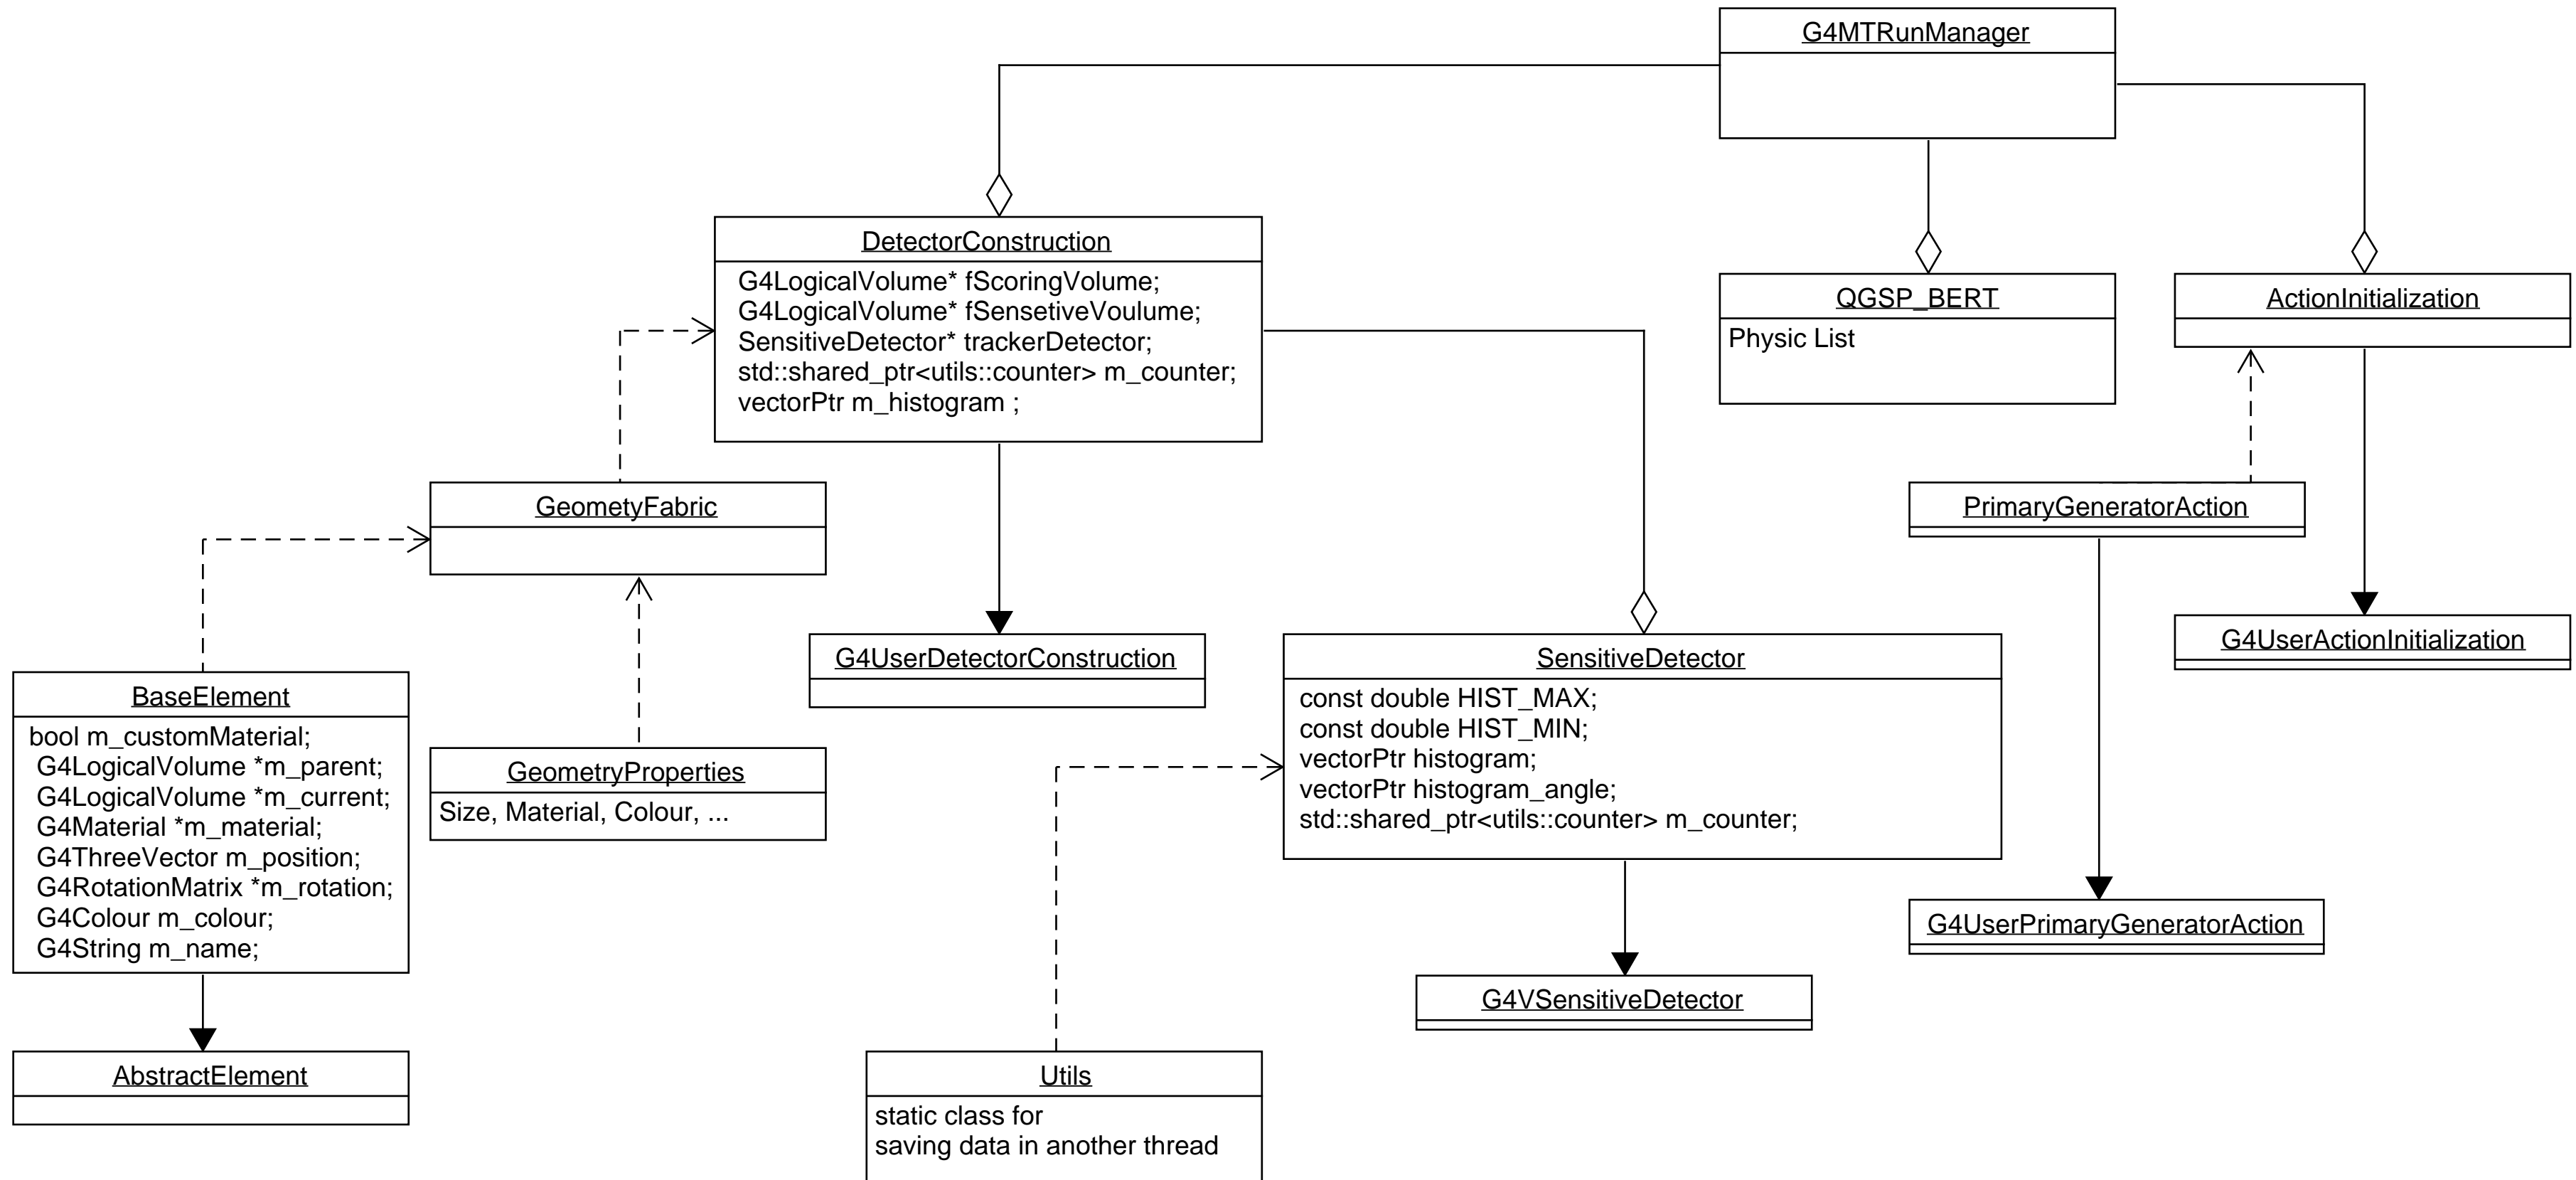 G4MTRunManager
DetectorConstruction
G4LogicalVolume* fScoringVolume;
G4LogicalVolume* fSensetiveVoulume;
SensitiveDetector* trackerDetector;
std::shared_ptr<utils::counter> m_counter;
vectorPtr m_histogram ;
QGSP_BERT
Physic List
ActionInitialization
GeometyFabric
PrimaryGeneratorAction
G4UserDetectorConstruction
SensitiveDetector
const double HIST_MAX;
const double HIST_MIN;
vectorPtr histogram;
vectorPtr histogram_angle;
std::shared_ptr<utils::counter> m_counter;
G4UserActionInitialization
BaseElement
bool m_customMaterial;
G4LogicalVolume *m_parent;
G4LogicalVolume *m_current;
G4Material *m_material;
G4ThreeVector m_position;
G4RotationMatrix *m_rotation;
G4Colour m_colour;
G4String m_name;
GeometryProperties
Size, Material, Colour, ...
G4UserPrimaryGeneratorAction
G4VSensitiveDetector
AbstractElement
Utils
static class for
saving data in another thread